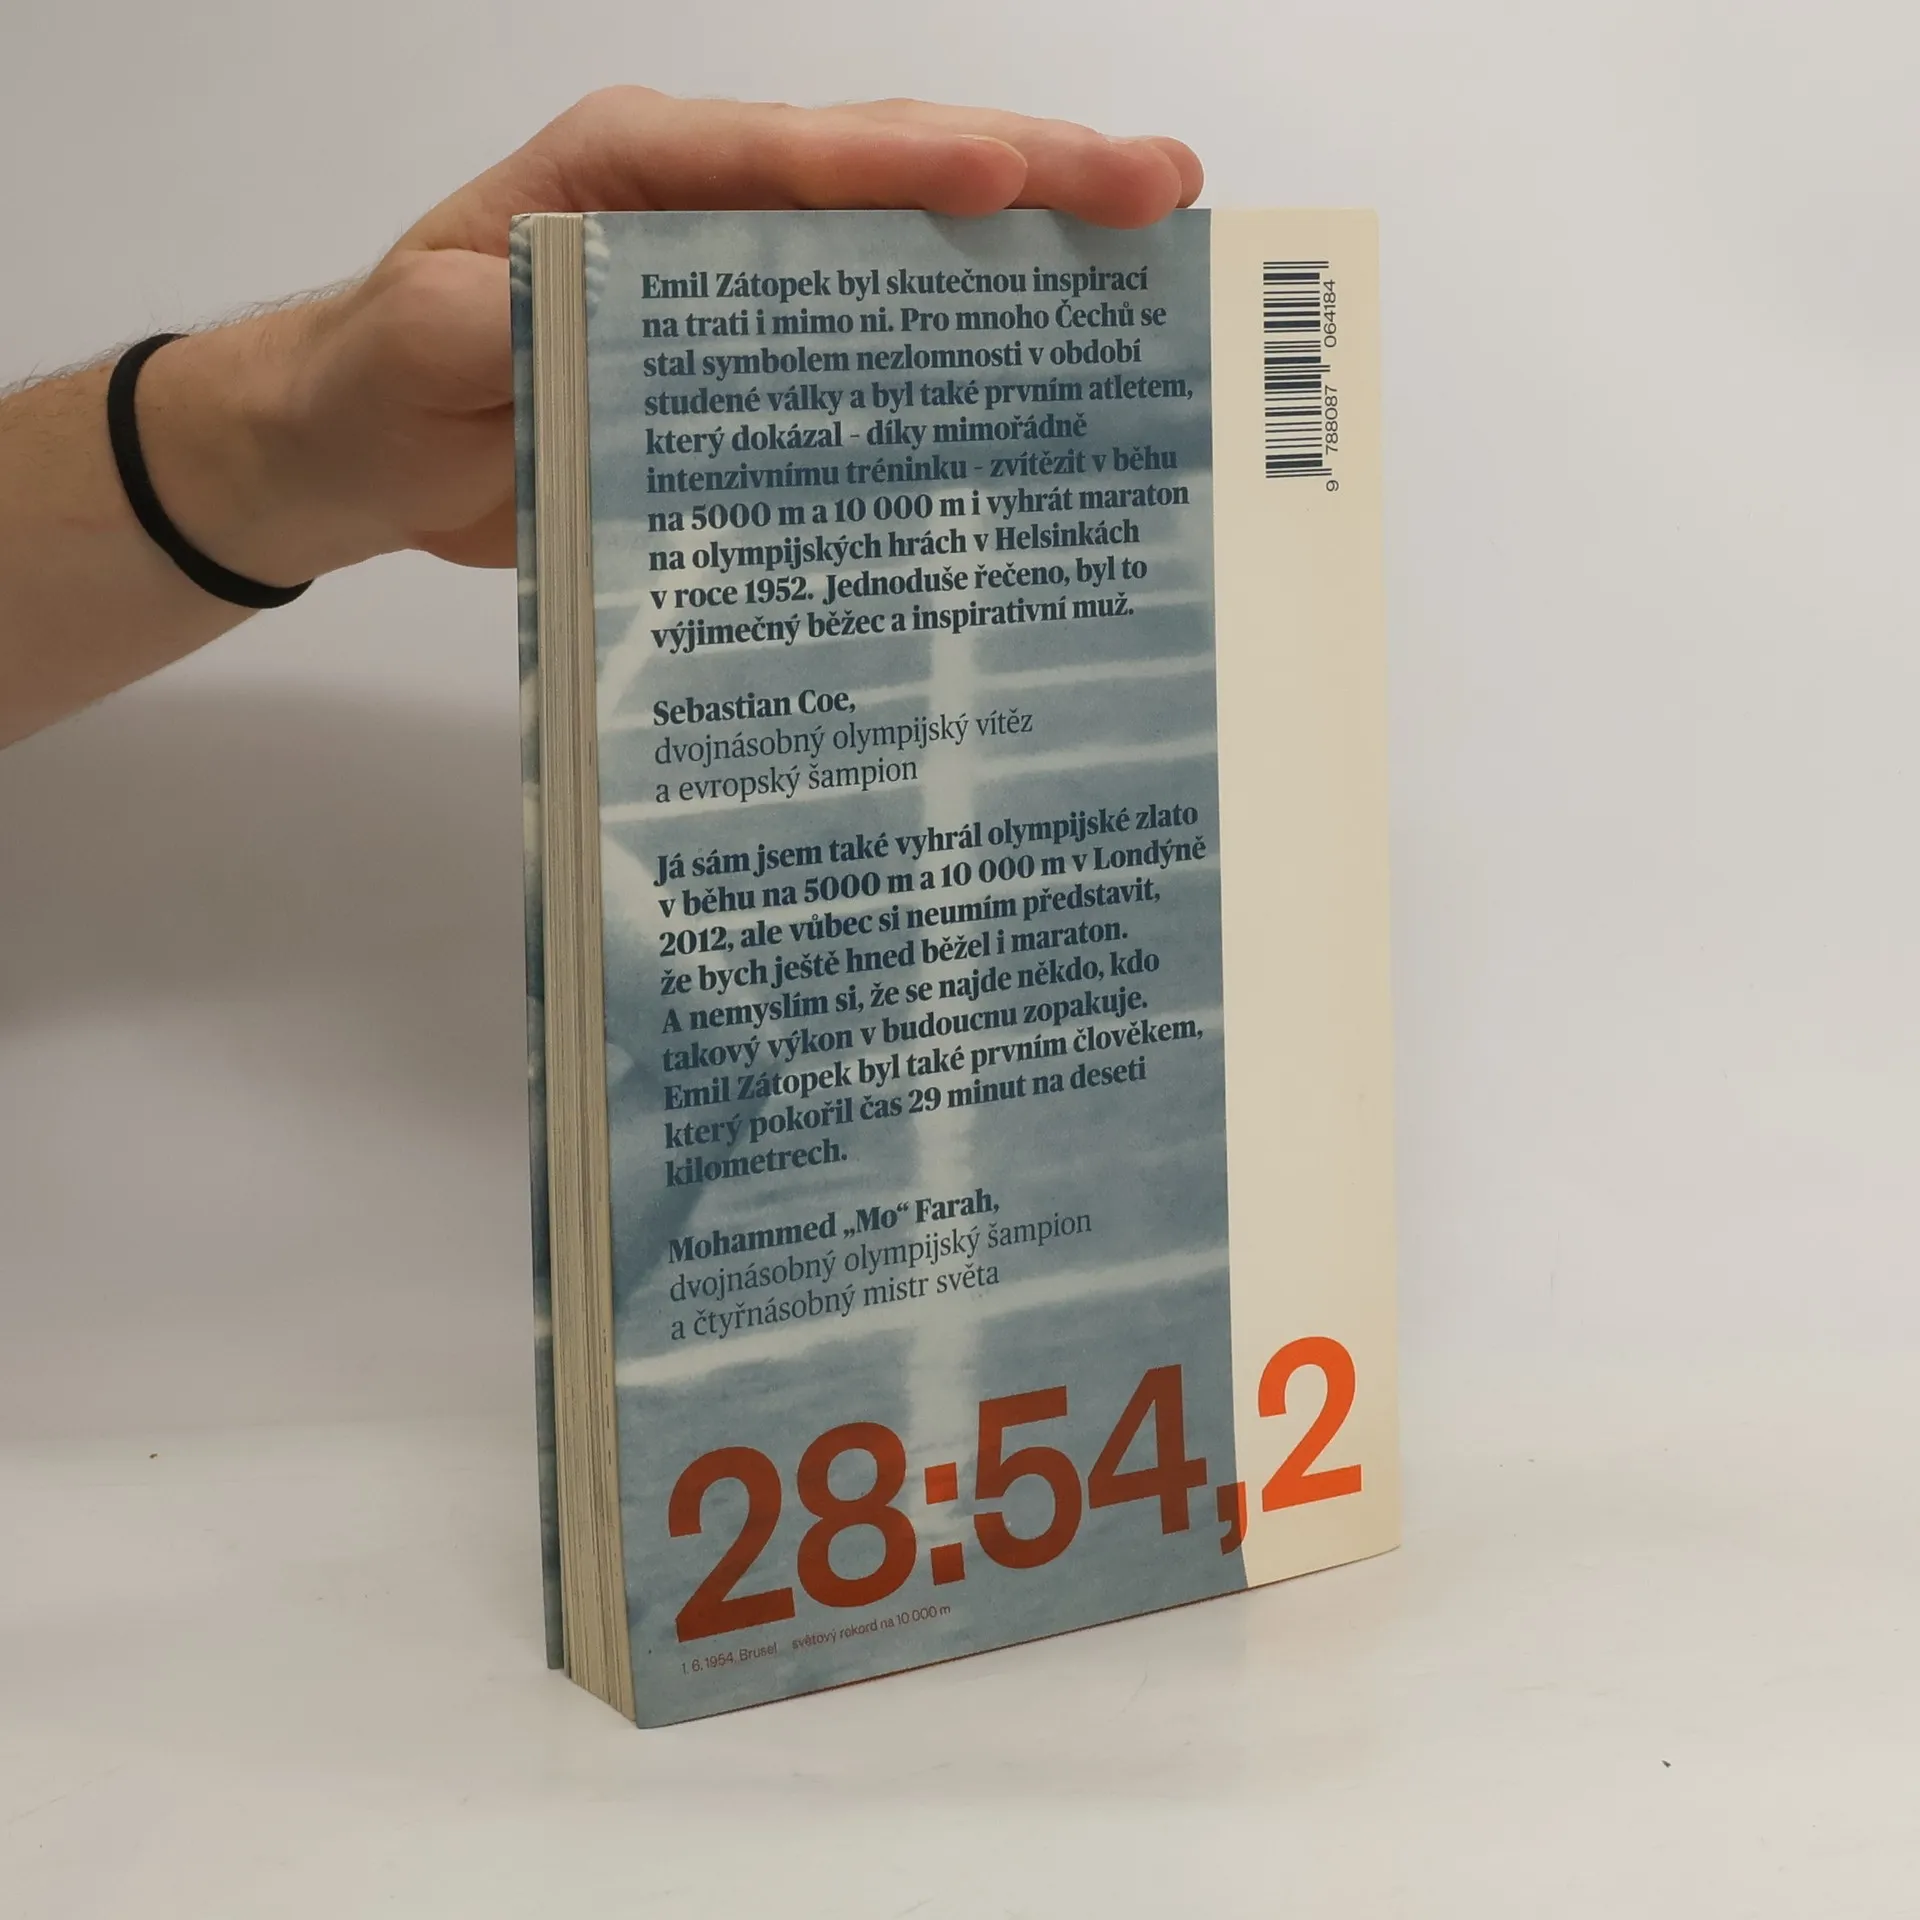 Emil Zátopek byl skutečnou inspirací
na trati i mimo ni. Pro mnoho Čechů se
stal symbolem nezlomnosti v období
studené války a byl také prvním atletem,
který dokázal - díky mimořádně
intenzivnímu tréninku - zvítězit v běhu
na 5000 m a 10 000 m i vyhrát maraton
na olympijských hrách v Helsinkách
v roce 1952. Jednoduše řečeno, byl to
výjimečný běžec a inspirativní muž.
Sebastian Coe,
dvojnásobný olympijský vítěz
a evropský šampion
Já sám jsem také vyhrál olympijské zlato
v běhu na 5000 m a 10 000 m v Londýně
2012, ale vůbec si neumím představit,
že bych ještě hned běžel i maraton.
A nemyslím si, že se najde někdo, kdo
takový výkon v budoucnu zopakuje.
Emil Zátopek byl také prvním člověkem,
který pokořil čas 29 minut na deseti
kilometrech.
Mohammed „Mo“ Farah,
dvojnásobný olympijský šampion
a čtyřnásobný mistr světa
28:54,2
1. 6. 1954, Brusel světový rekord na 10 000 m
9 788087 064184